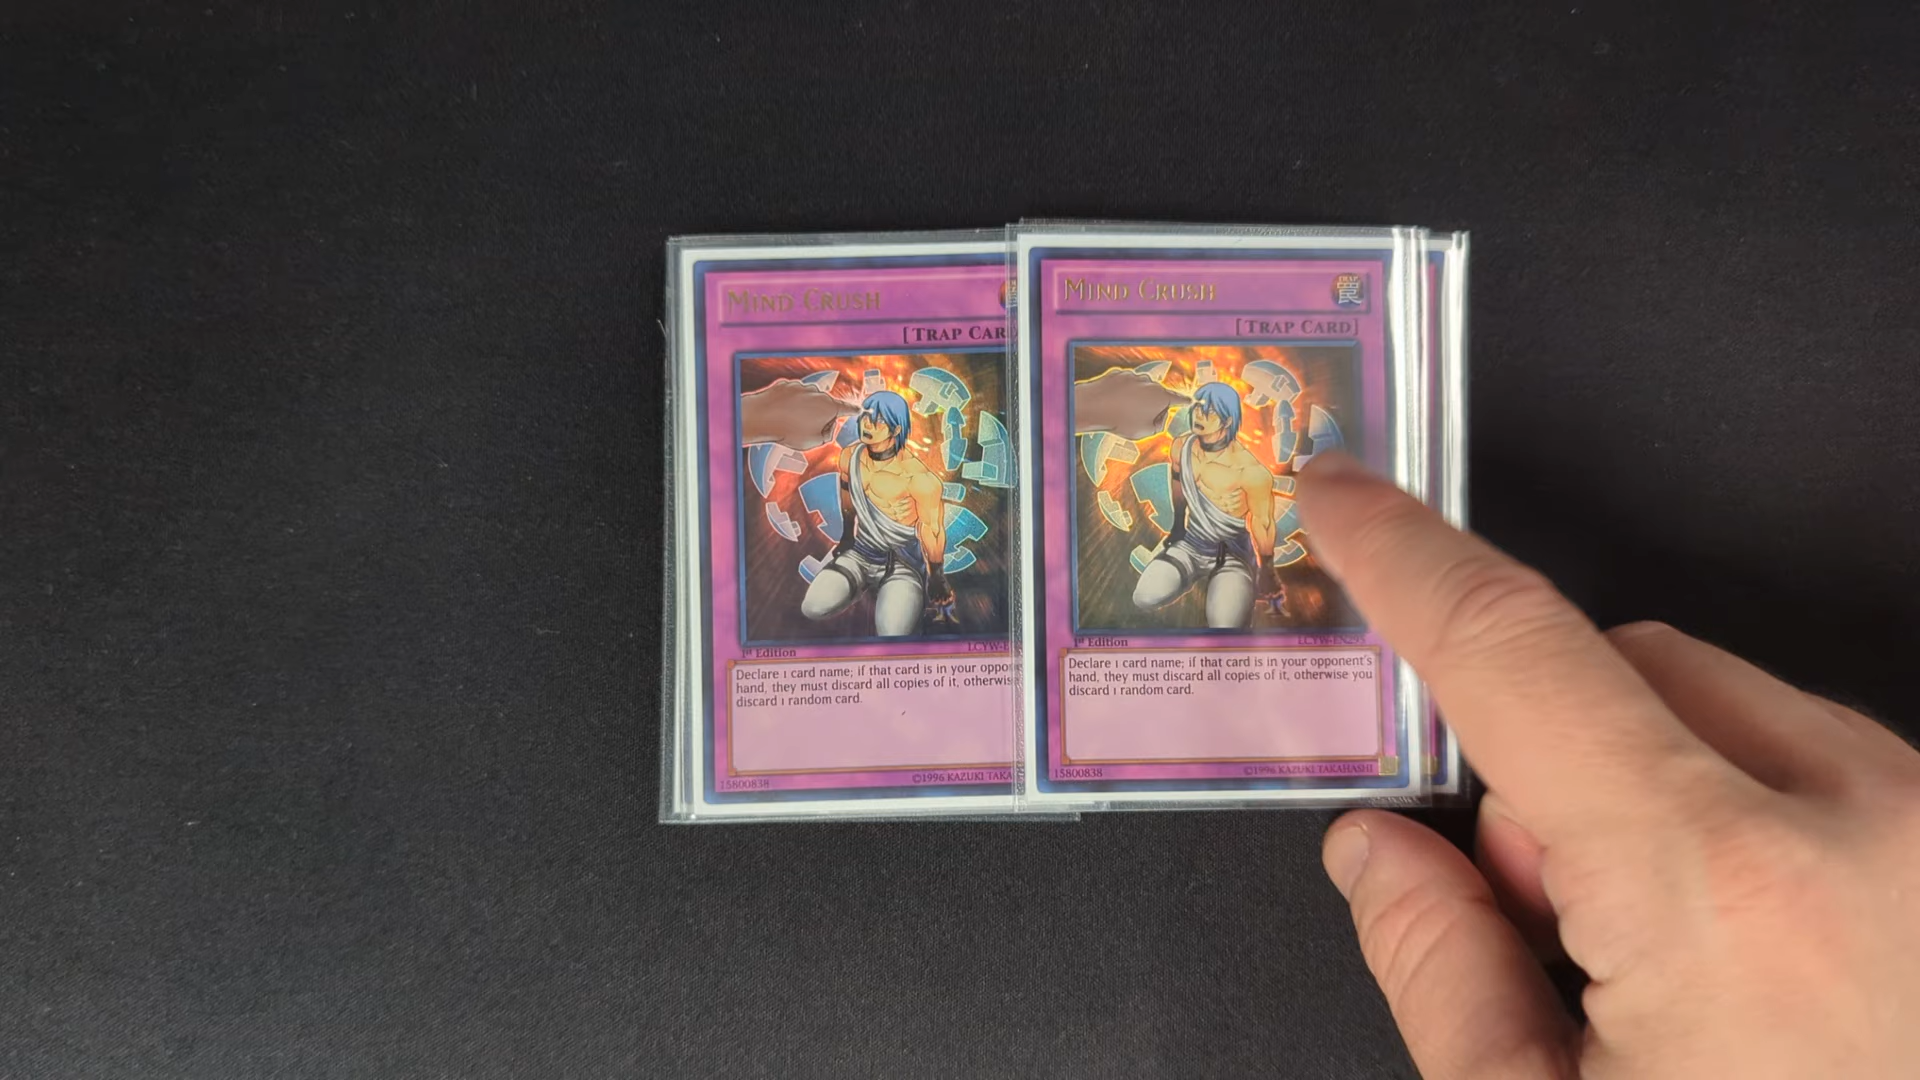 Mind Crush
[Trap Card
1st Edition
LCYW-E
Declare 1 card name; if that card is in your oppone
hand, they must discard all copies of it, otherwis
discard 1 random card.
15800838
©1996 KAZUKI TAKA
Mind Crush
[Trap Card]
1st Edition
LCYW-EN295
Declare 1 card name; if that card is in your opponent's
hand, they must discard all copies of it, otherwise you
discard 1 random card.
15800838
©1996 KAZUKI TAKAHASHI